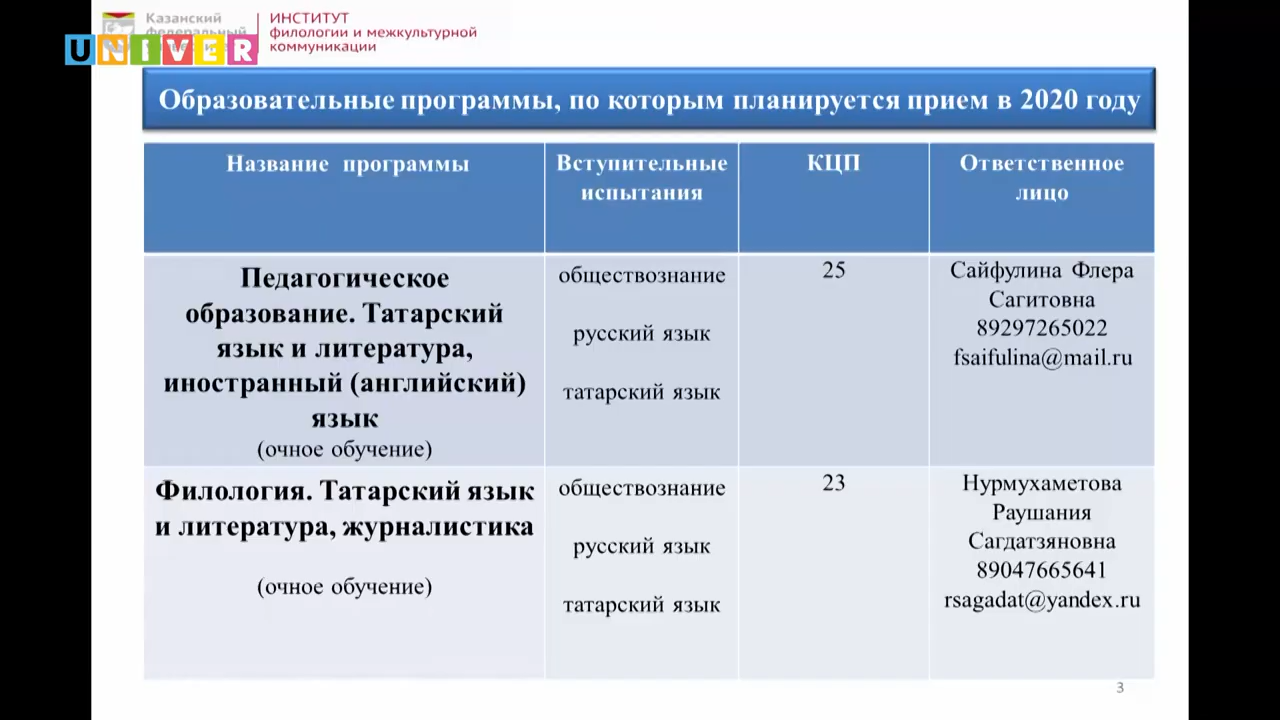 Казанский
федеральный
ИНСТИТУТ
филологии и межкультурной
коммуникации
UNIVER
Образовательные программы, по которым планируется прием в 2020 году
Название программы
Вступительные
испытания
КЦП
Ответственное
лицо
Педагогическое
образование. Татарский
язык и литература,
иностранный (английский)
язык
(очное обучение)
обществознание
русский язык
татарский язык
25
Сайфулина Флера
Сагитовна
89297265022
fsaifulina@mail.ru
Филология. Татарский язык
и литература, журналистика
(очное обучение)
обществознание
русский язык
татарский язык
23
Нурмухаметова
Раушания
Сагдатзяновна
89047665641
rsagadat@yandex.ru
3